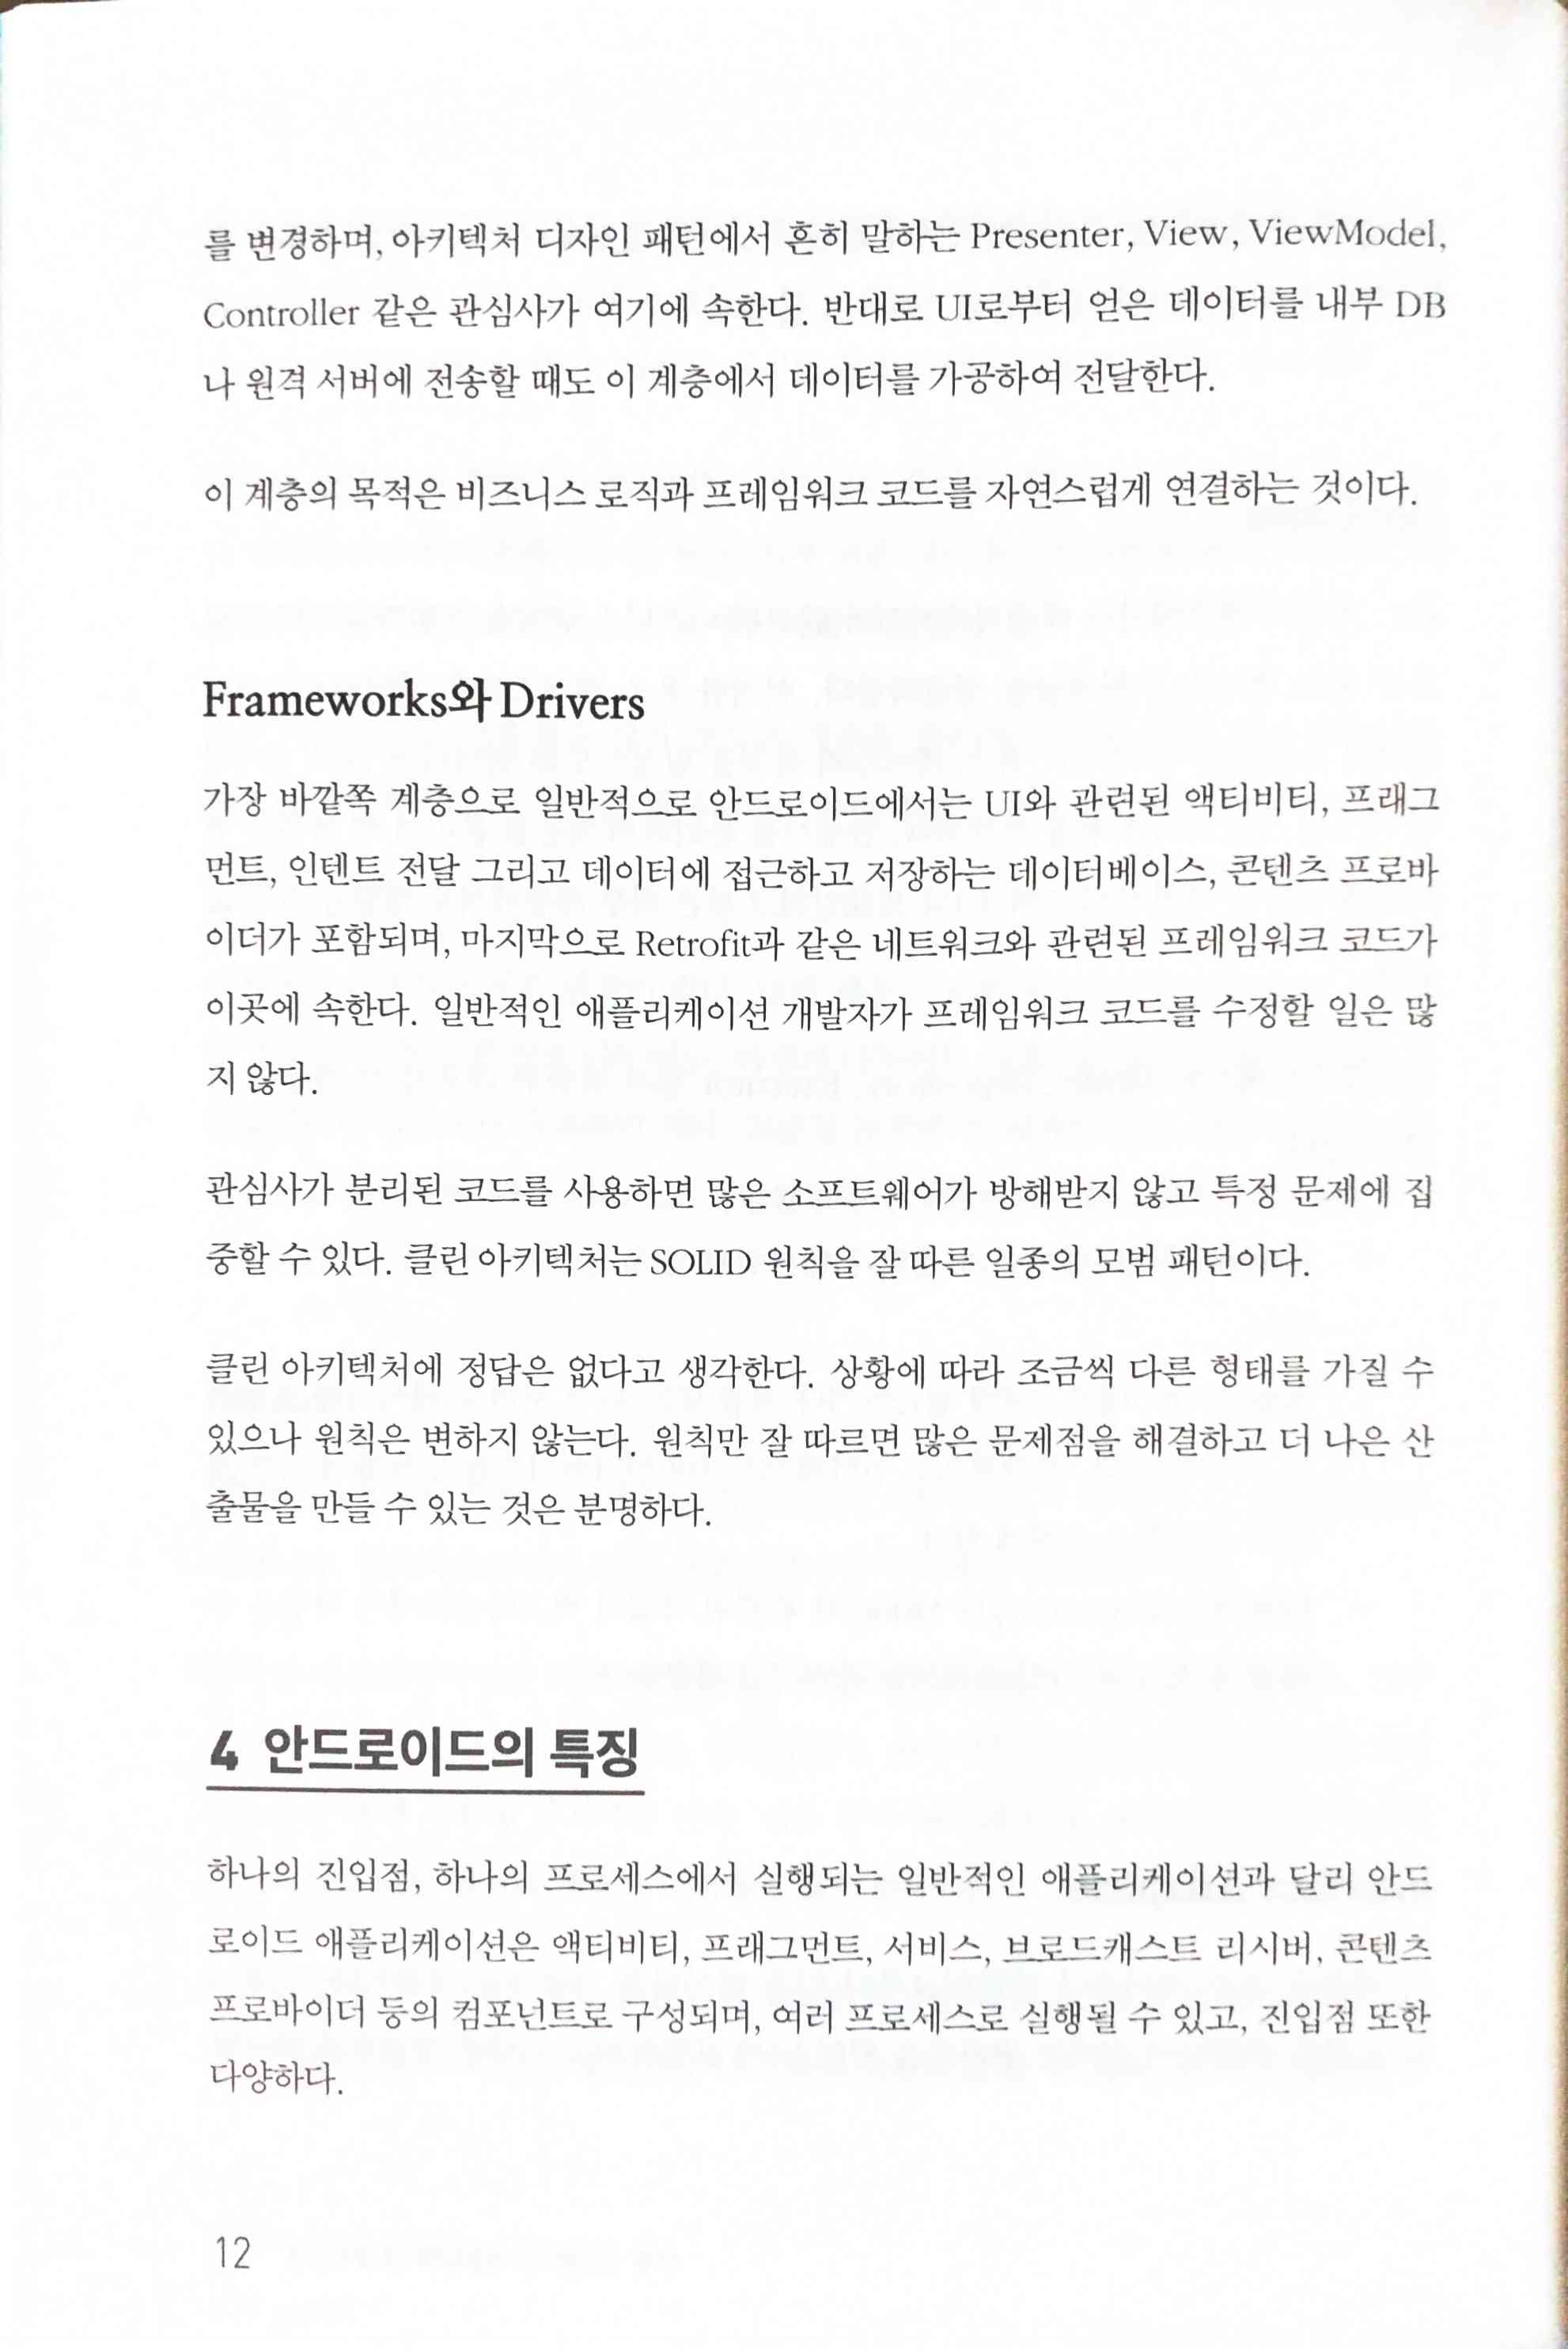 를 변경하며, 아키텍처 디자인 패턴에서 흔히 말하는 Presenter, View, ViewModel,
Controller 같은 관심사가 여기에 속한다. 반대로 UI로부터 얻은 데이터를 내부 DB
나 원격 서버에 전송할 때도 이 계층에서 데이터를 가공하여 전달한다.
이 계층의 목적은 비즈니스 로직과 프레임워크 코드를 자연스럽게 연결하는 것이다.
Frameworks와 Drivers
가장 바깥쪽 계층으로 일반적으로 안드로이드에서는 UI와 관련된 액티비티, 프래그
먼트, 인텐트 전달 그리고 데이터에 접근하고 저장하는 데이터베이스, 콘텐츠 프로바
이더가 포함되며, 마지막으로 Retrofit과 같은 네트워크와 관련된 프레임워크 코드가
이곳에 속한다. 일반적인 애플리케이션 개발자가 프레임워크 코드를 수정할 일은 많
지 않다.
관심사가 분리된 코드를 사용하면 많은 소프트웨어가 방해받지 않고 특정 문제에 집
중할 수 있다. 클린 아키텍처는 SOLID 원칙을 잘 따른 일종의 모범 패턴이다.
클린 아키텍처에 정답은 없다고 생각한다. 상황에 따라 조금씩 다른 형태를 가질 수
있으나 원칙은 변하지 않는다. 원칙만 잘 따르면 많은 문제점을 해결하고 더 나은 산
출물을 만들 수 있는 것은 분명하다.
4 안드로이드의 특징
하나의 진입점, 하나의 프로세스에서 실행되는 일반적인 애플리케이션과 달리 안드
로이드 애플리케이션은 액티비티, 프래그먼트, 서비스, 브로드캐스트 리시버, 콘텐츠
프로바이더 등의 컴포넌트로 구성되며, 여러 프로세스로 실행될 수 있고, 진입점 또한
다양하다.
12